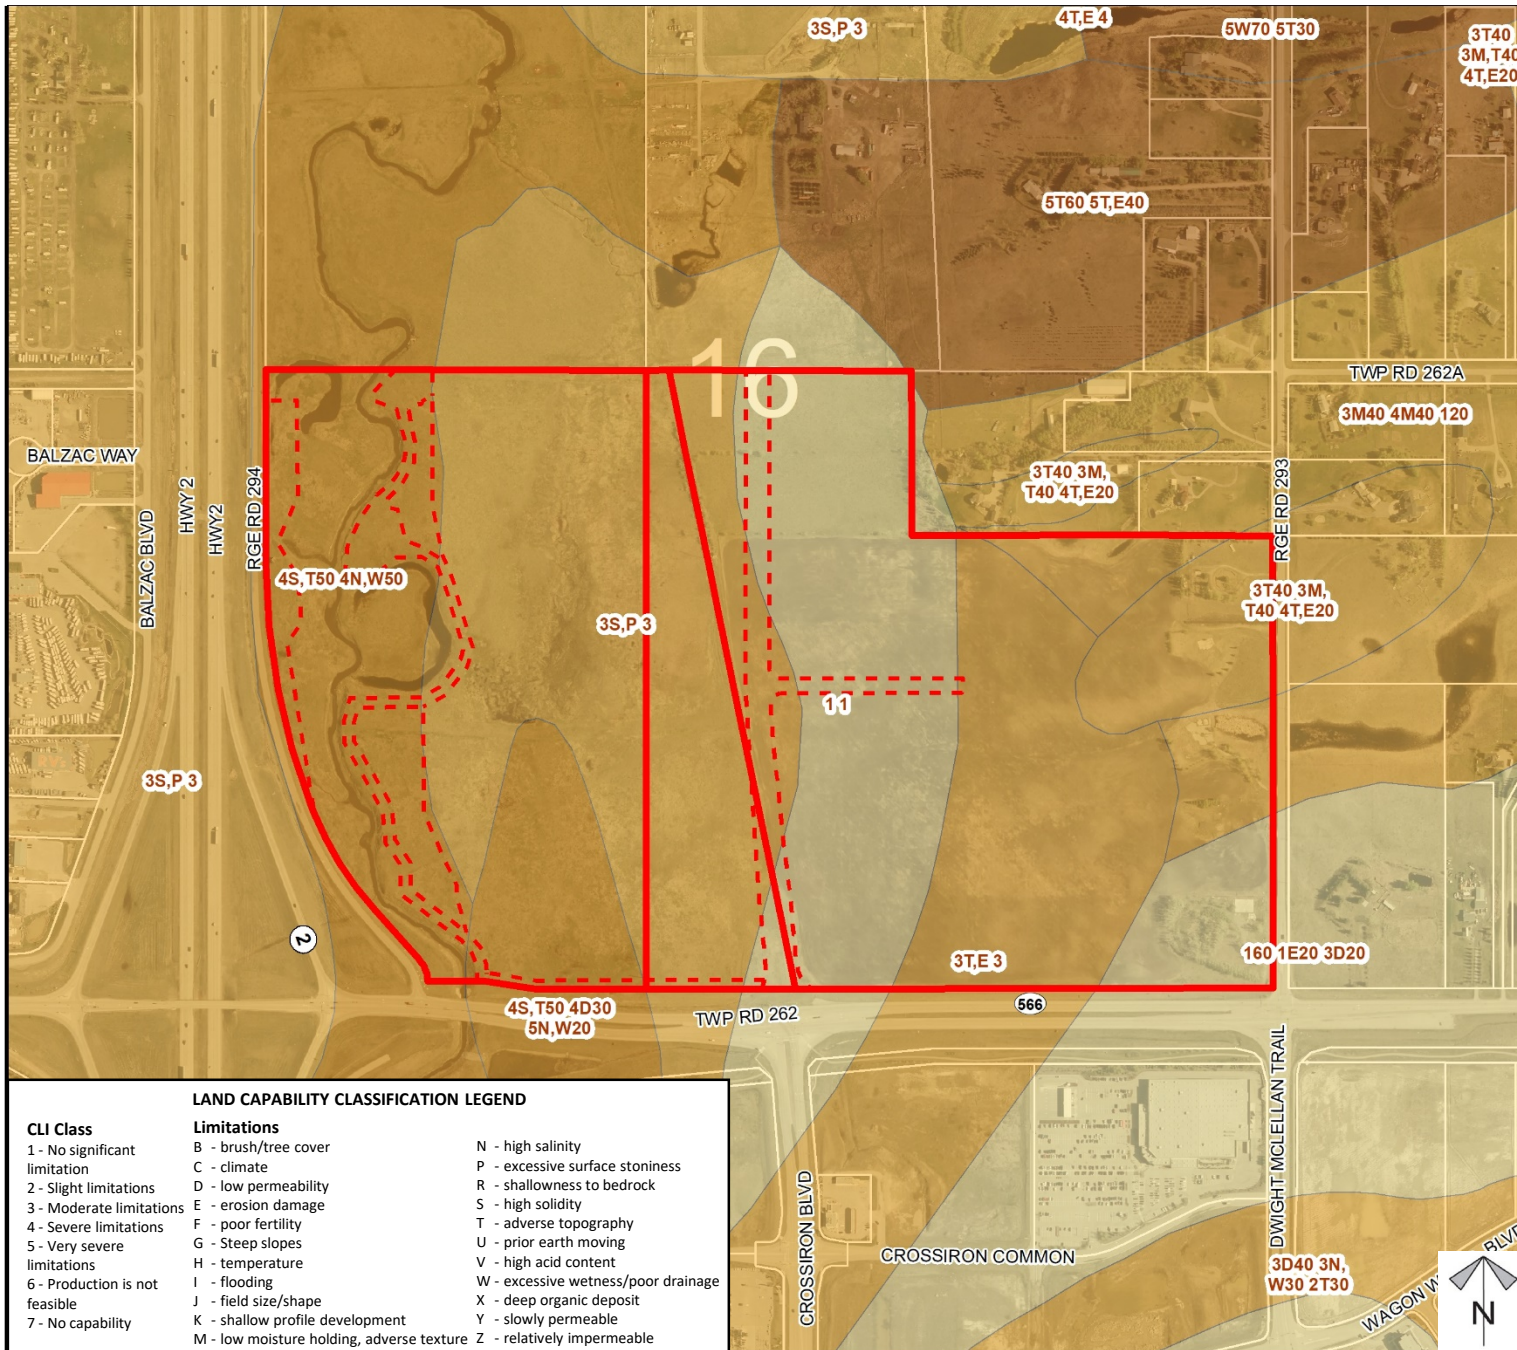 3S,P 3
4T,E 4
5W70 5T30
3T40
3M,T40
4T,E20
5T60 5T,E40
16
TWP RD 262A
3M40 4M40 120
BALZAC WAY
HWY 2
HWY2
RGE RD 294
BALZAC BLVD
3T40 3M,
T40 4T,E20
RGE RD 293
4S,T50 4N,W50
3S,P 3
3T40 3M,
T40 4T,E20
1 1
3S,P 3
2
3T,E 3
160 1E20 3D20
566
4S,T50 4D30
5N,W20
TWP RD 262
DWIGHT MCLELLAN TRAIL
CROSSIRON BLVD
CROSSIRON COMMON
3D40 3N,
W30 2T30
WAGON W
BLVD
N
LAND CAPABILITY CLASSIFICATION LEGEND
CLI Class
1 - No significant
limitation
2 - Slight limitations
3 - Moderate limitations
4 - Severe limitations
5 - Very severe
limitations
6 - Production is not
feasible
7 - No capability
Limitations
B - brush/tree cover
C - climate
D - low permeability
E - erosion damage
F - poor fertility
G - Steep slopes
H - temperature
I - flooding
J - field size/shape
K - shallow profile development
M - low moisture holding, adverse texture
N - high salinity
P - excessive surface stoniness
R - shallowness to bedrock
S - high solidity
T - adverse topography
U - prior earth moving
V - high acid content
W - excessive wetness/poor drainage
X - deep organic deposit
Y - slowly permeable
Z - relatively impermeable